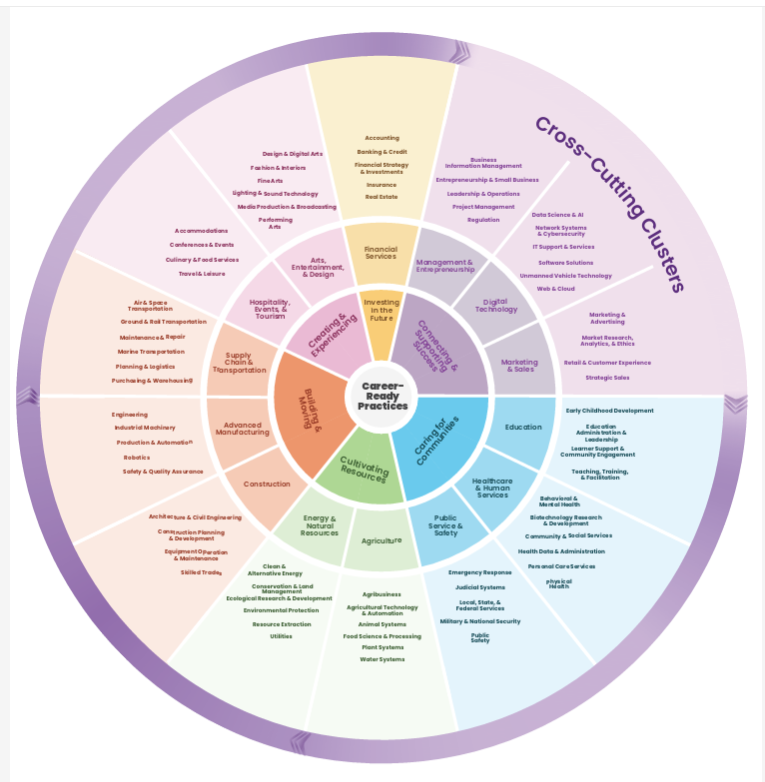 Cross-Cutting Clusters
Career-
Ready
Practices
Investing
in the
Future
Financial
Services
Accounting
Banking & Credit
Financial Strategy
& Investments
Insurance
Real Estate
Connecting &
Supporting
Success
Management &
Entrepreneurship
Business
Information Management
Entrepreneurship & Small Business
Leadership & Operations
Project Management
Regulation
Digital
Technology
Data Science & AI
Network Systems
& Cybersecurity
IT Support & Services
Software Solutions
Unmanned Vehicle Technology
Web & Cloud
Marketing
& Sales
Marketing &
Advertising
Market Research,
Analytics, & Ethics
Retail & Customer Experience
Strategic Sales
Caring for
Communities
Education
Early Childhood Development
Education
Administration &
Leadership
Learner Support &
Community Engagement
Teaching, Training,
& Facilitation
Healthcare
& Human
Services
Behavioral &
Mental Health
Biotechnology Research
& Development
Community & Social Services
Health Data & Administration
Personal Care Services
physical
Health
Public
Service &
Safety
Emergency Response
Judicial Systems
Local, State, &
Federal Services
Military & National Security
Public
Safety
Cultivating
Resources
Agriculture
Agribusiness
Agricultural Technology
& Automation
Animal Systems
Food Science & Processing
Plant Systems
Water Systems
Energy &
Natural
Resources
Clean &
Alternative Energy
Conservation & Land
Management
Ecological Research & Development
Environmental Protection
Resource Extraction
Utilities
Building &
Moving
Construction
Architecture & Civil Engineering
Construction Planning
& Development
Equipment Operation
& Maintenance
Skilled Trades
Advanced
Manufacturing
Engineering
Industrial Machinery
Production & Automation
Robotics
Safety & Quality Assurance
Supply
Chain &
Transportation
Air & Space
Transportation
Ground & Rail Transportation
Maintenance & Repair
Marine Transportation
Planning & Logistics
Purchasing & Warehousing
Creating &
Experiencing
Hospitality,
Events, &
Tourism
Accommodations
Conferences & Events
Culinary & Food Services
Travel & Leisure
Arts,
Entertainment,
& Design
Design & Digital Arts
Fashion & Interiors
Fine Arts
Lighting & Sound Technology
Media Production & Broadcasting
Performing
Arts